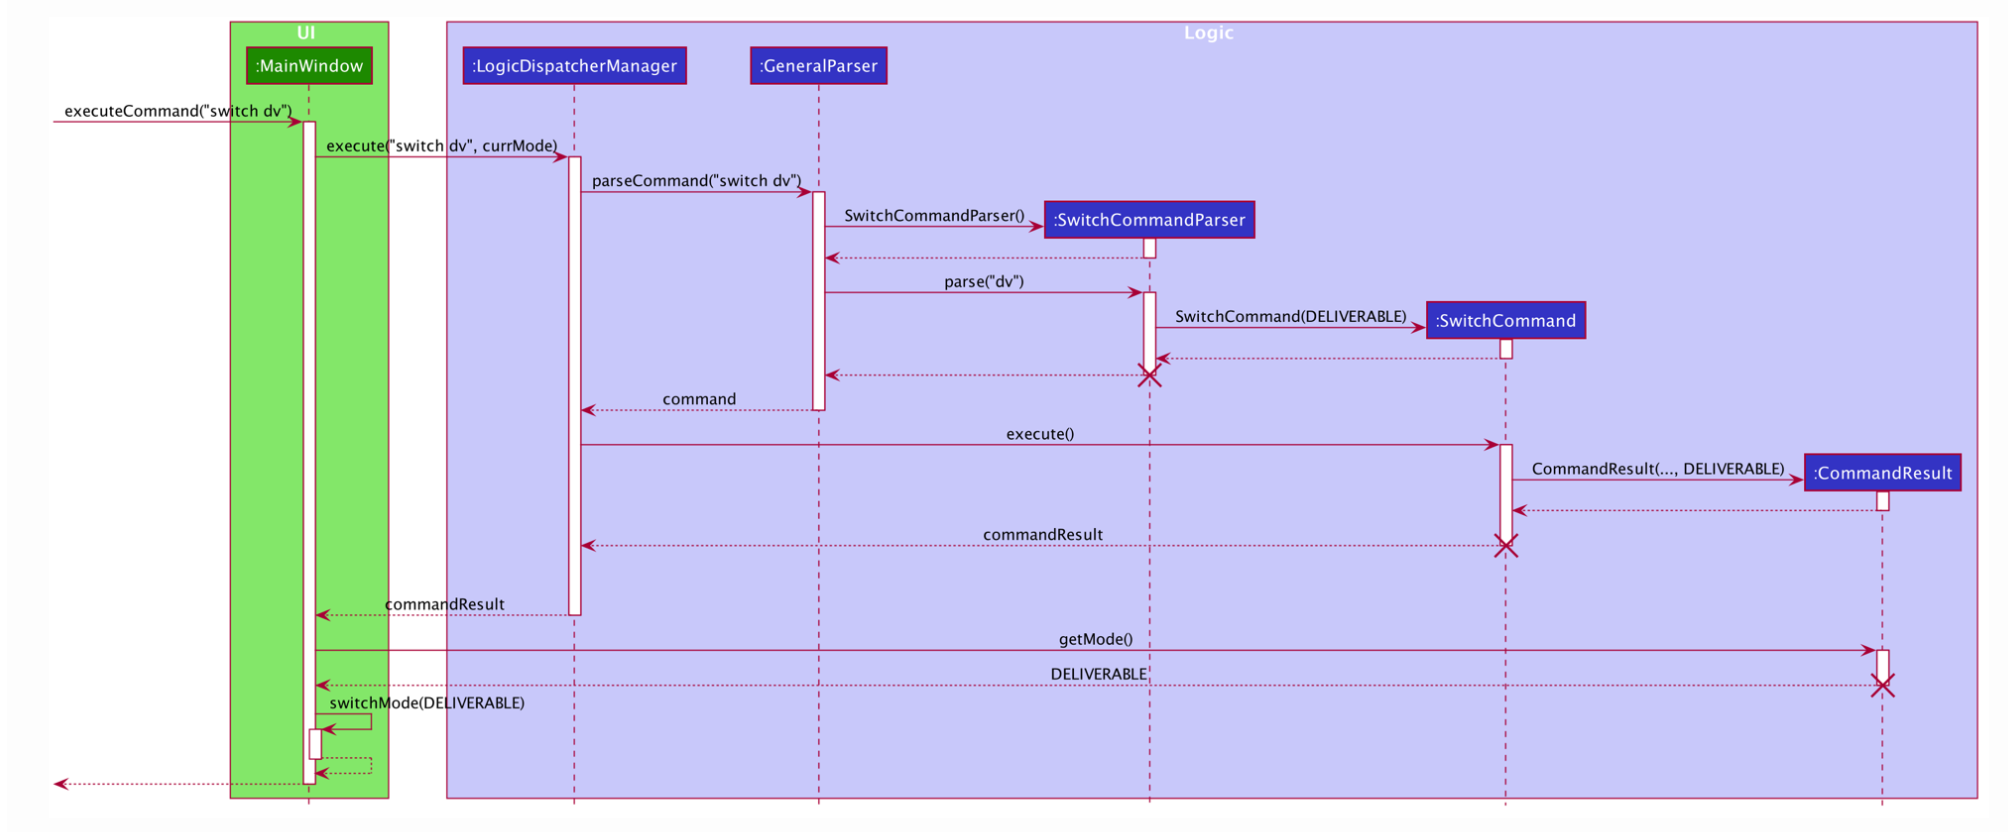 UI
Logic
:MainWindow
:LogicDispatcherManager
:GeneralParser
executeCommand("switch dv")
execute("switch dv", currMode)
parseCommand("switch dv")
SwitchCommandParser()
:SwitchCommandParser
parse("dv")
SwitchCommand(DELIVERABLE)
:SwitchCommand
command
execute()
CommandResult(..., DELIVERABLE)
:CommandResult
commandResult
commandResult
getMode()
DELIVERABLE
switchMode(DELIVERABLE)